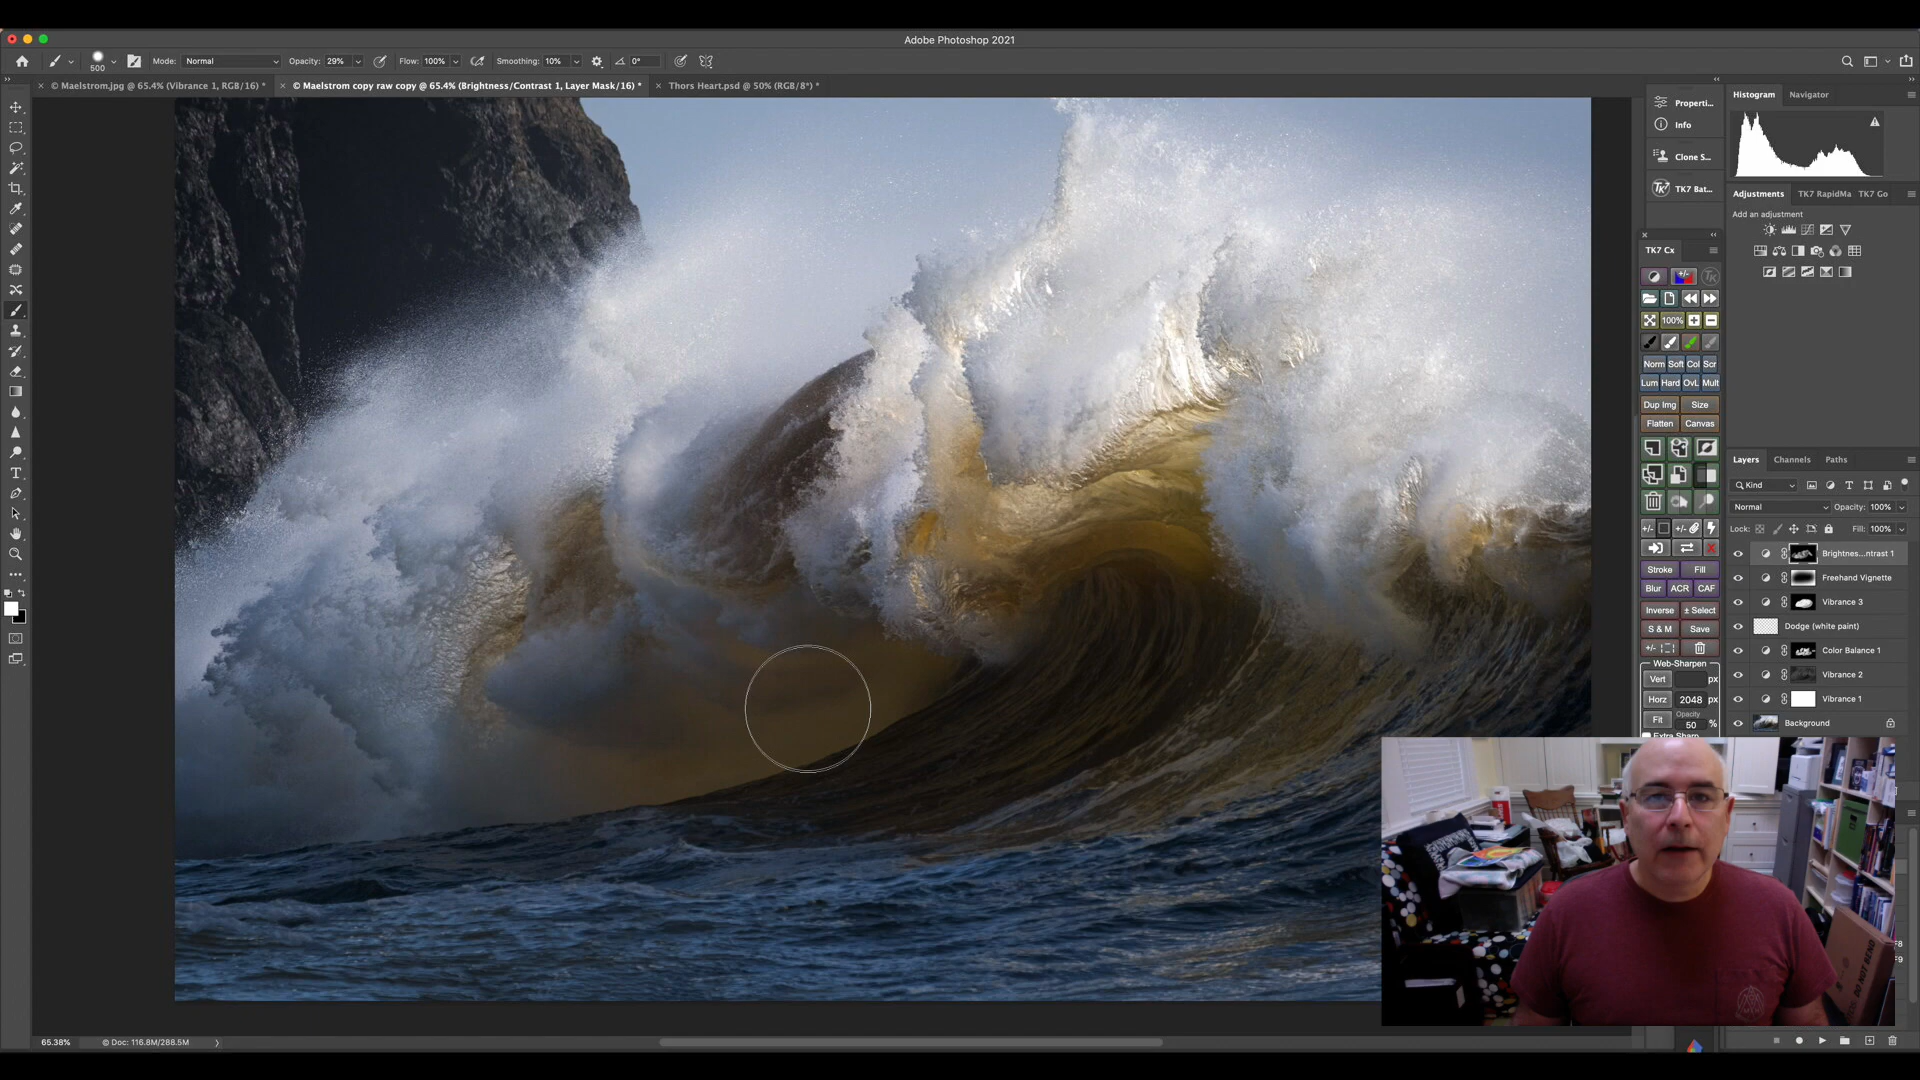 Adobe Photoshop 2021
500 Mode: Normal Opacity: 29% Flow: 100% Smoothing: 10% 0°
© Maelstrom.jpg @ 65.4% (Vibrance 1, RGB/16) *
© Maelstrom copy raw copy @ 65.4% (Brightness/Contrast 1, Layer Mask/16) *
Thors Heart.psd @ 50% (RGB/8*) *
Properti...
Info
Clone S...
TK7 Bat...
Histogram Navigator
Adjustments TK7 RapidMa TK7 Go
Add an adjustment
TK7 Cx
100%
Norm Soft Col Scr
Lum Hard OvL Mult
Dup Img Size
Flatten Canvas
Stroke Fill
Blur ACR CAF
Inverse ± Select
S & M Save
Web-Sharpen
Vert px
Horz 2048 px
Fit Opacity 50 %
Extra Sharp
Layers Channels Paths
Kind
Normal Opacity: 100%
Lock: Fill: 100%
Brightnes...ntrast 1
Freehand Vignette
Vibrance 3
Dodge (white paint)
Color Balance 1
Vibrance 2
Vibrance 1
Background
F8
F9
65.38% © Doc: 116.8M/288.5M